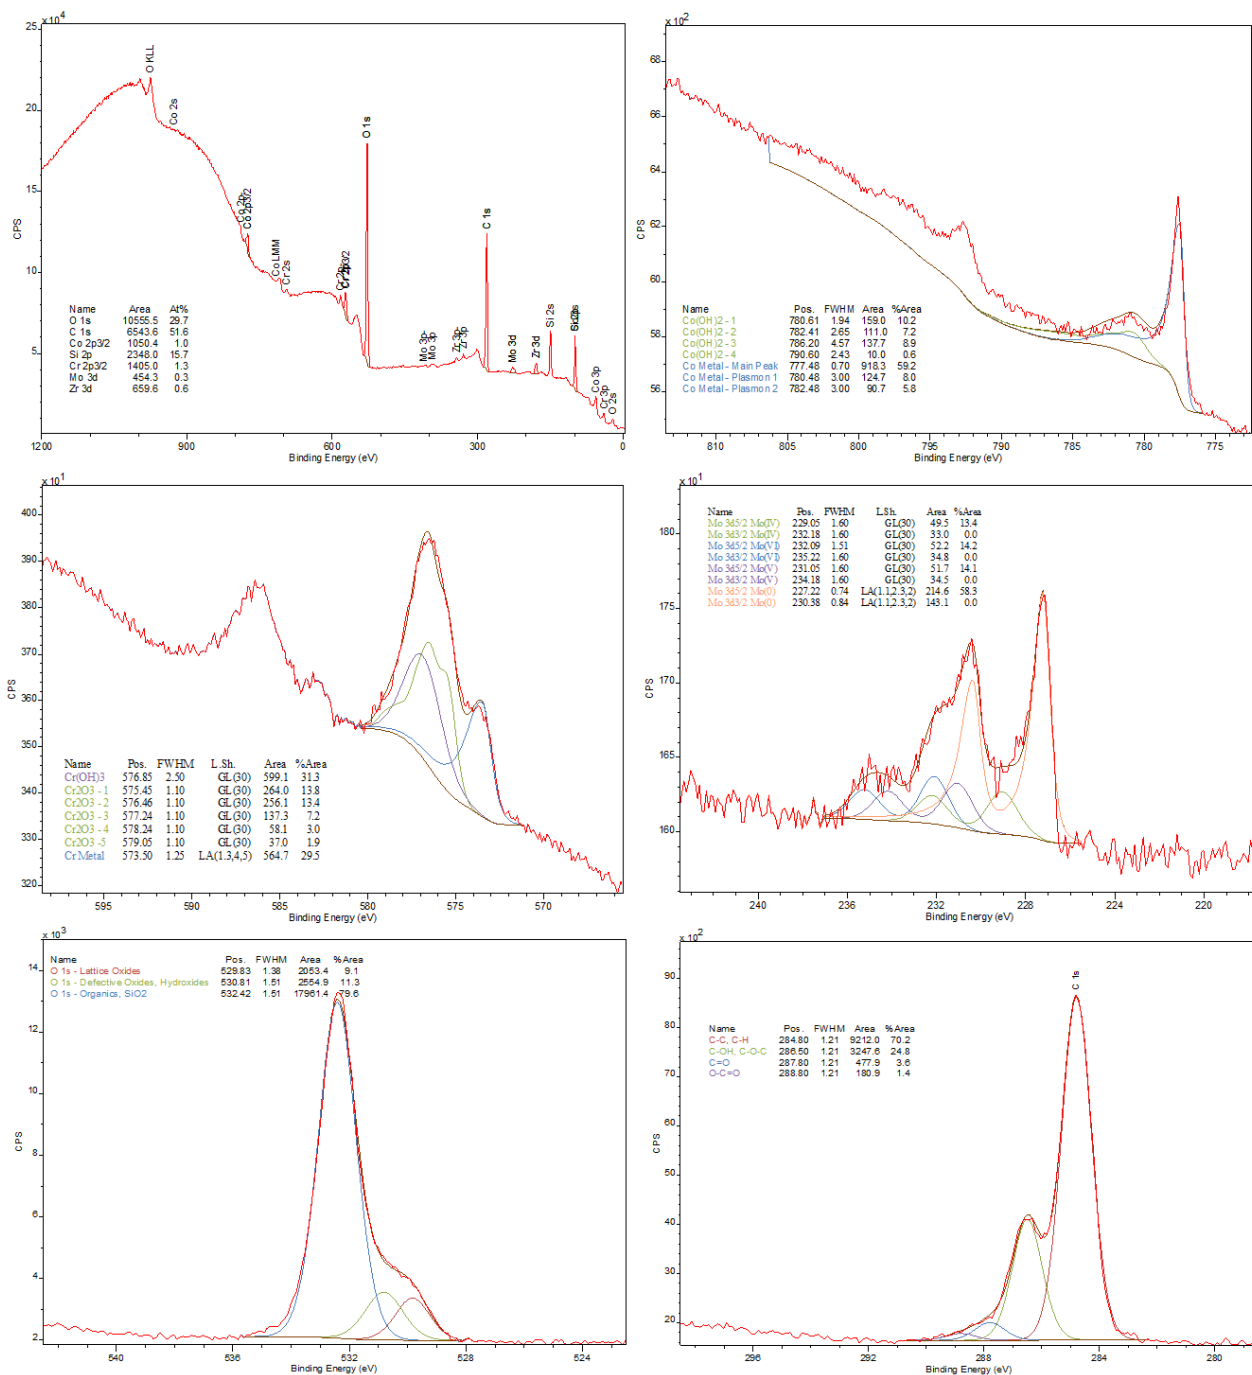 x 10^4
25
20
15
10
5
CPS
O KLL
Co 2s
Co 2p
Co 2p3/2
Co LMM
Cr 2s
Cr 2p
Cr 2p3/2
O 1s
Mo 3p
Mo 3p
Zr 3p
Zr 3p
C 1s
Mo 3d
Zr 3d
Si 2s
Co 3p
Cr 3p
O 2s
Name Area At%
O 1s 10555.5 29.7
C 1s 6543.6 51.6
Co 2p3/2 1050.4 1.0
Si 2p 2348.0 15.7
Cr 2p3/2 1405.0 1.3
Mo 3d 454.3 0.3
Zr 3d 659.6 0.6
1200 900 600 300 0
Binding Energy (eV)
x 10^2
68
66
64
62
60
58
56
CPS
Name Pos. FWHM Area %Area
Co(OH)2 - 1 780.61 1.94 159.0 10.2
Co(OH)2 - 2 782.41 2.65 111.0 7.2
Co(OH)2 - 3 786.20 4.57 137.7 8.9
Co(OH)2 - 4 790.60 2.43 10.0 0.6
Co Metal - Main Peak 777.48 0.70 918.3 59.2
Co Metal - Plasmon 1 780.48 3.00 124.7 8.0
Co Metal - Plasmon 2 782.48 3.00 90.7 5.8
810 805 800 795 790 785 780 775
Binding Energy (eV)
x 10^1
400
390
380
370
360
350
340
330
320
CPS
Name Pos. FWHM L.Sh. Area %Area
Cr(OH)3 576.85 2.50 GL(30) 599.1 31.3
Cr2O3 - 1 575.45 1.10 GL(30) 264.0 13.8
Cr2O3 - 2 576.46 1.10 GL(30) 256.1 13.4
Cr2O3 - 3 577.24 1.10 GL(30) 137.3 7.2
Cr2O3 - 4 578.24 1.10 GL(30) 58.1 3.0
Cr2O3 -5 579.05 1.10 GL(30) 37.0 1.9
Cr Metal 573.50 1.25 LA(1.3,4,5) 564.7 29.5
595 590 585 580 575 570
Binding Energy (eV)
x 10^1
180
175
170
165
160
CPS
Name Pos. FWHM L.Sh. Area %Area
Mo 3d5/2 Mo(IV) 229.05 1.60 GL(30) 49.5 13.4
Mo 3d3/2 Mo(IV) 232.18 1.60 GL(30) 33.0 0.0
Mo 3d5/2 Mo(VI) 232.09 1.51 GL(30) 52.2 14.2
Mo 3d3/2 Mo(VI) 235.22 1.60 GL(30) 34.8 0.0
Mo 3d5/2 Mo(V) 231.05 1.60 GL(30) 51.7 14.1
Mo 3d3/2 Mo(V) 234.18 1.60 GL(30) 34.5 0.0
Mo 3d5/2 Mo(0) 227.22 0.74 LA(1.1,2.3,2) 214.6 58.3
Mo 3d3/2 Mo(0) 230.38 0.84 LA(1.1,2.3,2) 143.1 0.0
240 236 232 228 224 220
Binding Energy (eV)
x 10^3
14
12
10
8
6
4
2
CPS
Name Pos. FWHM Area %Area
O 1s - Lattice Oxides 529.83 1.38 2053.4 9.1
O 1s - Defective Oxides, Hydroxides 530.81 1.51 2554.9 11.3
O 1s - Organics, SiO2 532.42 1.51 17961.4 79.6
540 536 532 528 524
Binding Energy (eV)
x 10^2
90
80
70
60
50
40
30
20
CPS
C 1s
Name Pos. FWHM Area %Area
C-C, C-H 284.80 1.21 9212.0 70.2
C-OH, C-O-C 286.50 1.21 3247.6 24.8
C=O 287.80 1.21 477.9 3.6
O-C=O 288.80 1.21 180.9 1.4
296 292 288 284 280
Binding Energy (eV)